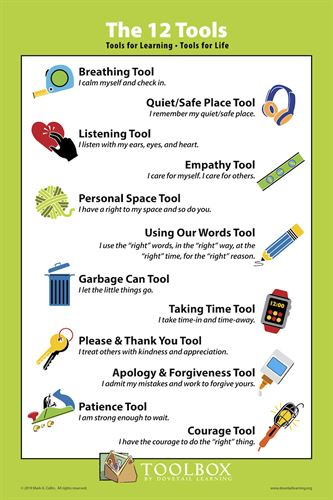 The 12 Tools
Tools for Learning • Tools for Life
Breathing Tool
I calm myself and check in.
Quiet/Safe Place Tool
I remember my quiet/safe place.
Listening Tool
I listen with my ears, eyes, and heart.
Empathy Tool
I care for myself. I care for others.
Personal Space Tool
I have a right to my space and so do you.
Using Our Words Tool
I use the “right” words, in the “right” way, at the
“right” time, for the “right” reason.
Garbage Can Tool
I let the little things go.
Taking Time Tool
I take time-in and time-away.
Please & Thank You Tool
I treat others with kindness and appreciation.
Apology & Forgiveness Tool
I admit my mistakes and work to forgive yours.
Patience Tool
I am strong enough to wait.
Courage Tool
I have the courage to do the “right” thing.
TOOLBOX
BY DOVETAIL LEARNING
© 2019 Mark A. Collin. All rights reserved.
www.dovetaillearning.org